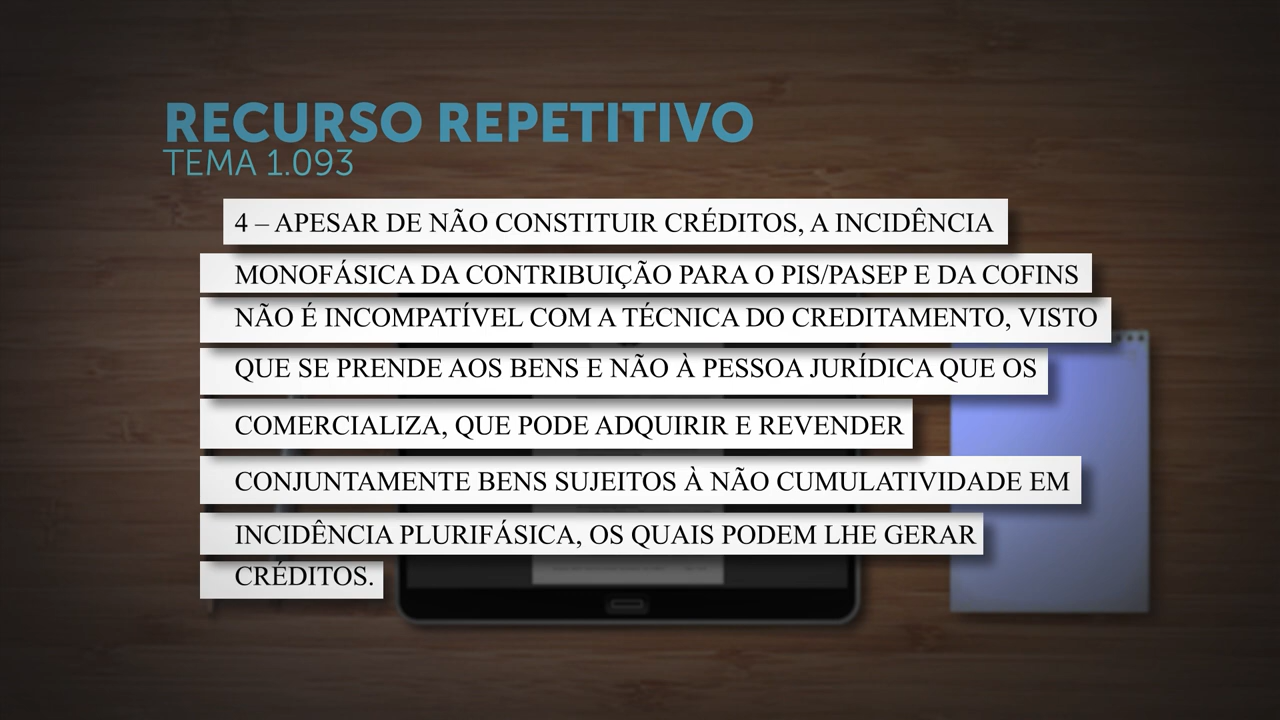 RECURSO REPETITIVO
TEMA 1.093
4 – APESAR DE NÃO CONSTITUIR CRÉDITOS, A INCIDÊNCIA
MONOFÁSICA DA CONTRIBUIÇÃO PARA O PIS/PASEP E DA COFINS
NÃO É INCOMPATÍVEL COM A TÉCNICA DO CREDITAMENTO, VISTO
QUE SE PRENDE AOS BENS E NÃO À PESSOA JURÍDICA QUE OS
COMERCIALIZA, QUE PODE ADQUIRIR E REVENDER
CONJUNTAMENTE BENS SUJEITOS À NÃO CUMULATIVIDADE EM
INCIDÊNCIA PLURIFÁSICA, OS QUAIS PODEM LHE GERAR
CRÉDITOS.